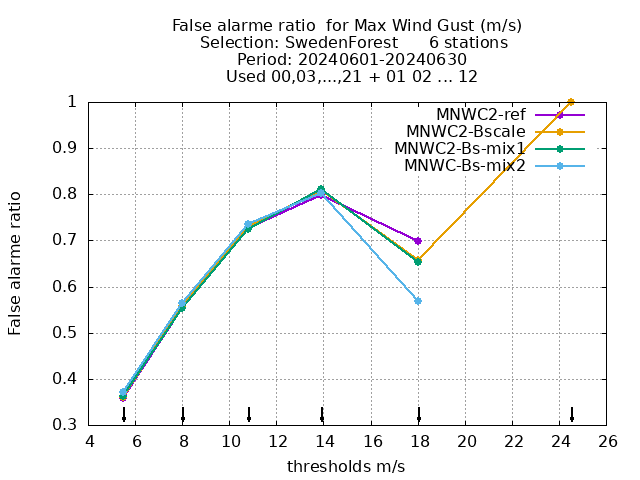 False alarme ratio  for Max Wind Gust (m/s)
Selection: SwedenForest      6 stations
Period: 20240601-20240630
Used 00,03,...,21 + 01 02 ... 12
MNWC2-ref
MNWC2-Bscale
MNWC2-Bs-mix1
MNWC-Bs-mix2
False alarme ratio
1
0.9
0.8
0.7
0.6
0.5
0.4
0.3
4 6 8 10 12 14 16 18 20 22 24 26
thresholds m/s